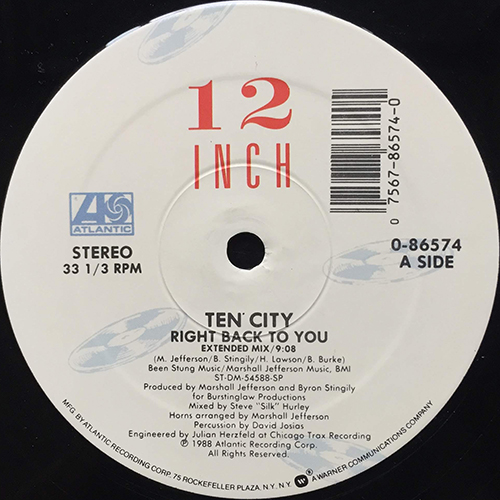 12
INCH
0 7567-86574-0
ATLANTIC
STEREO
33 1/3 RPM
0-86574
A SIDE
TEN CITY
RIGHT BACK TO YOU
EXTENDED MIX/9:08
(M. Jefferson/B. Stingily/H. Lawson/B. Burke)
Been Stung Music/Marshall Jefferson Music, BMI
ST-DM-54588-SP
Produced by Marshall Jefferson and Byron Stingily
for Burstinglaw Productions
Mixed by Steve "Silk" Hurley
Horns arranged by Marshall Jefferson
Percussion by David Josias
Engineered by Julian Herzfeld at Chicago Trax Recording
℗ 1988 Atlantic Recording Corp.
All Rights Reserved.
MFG. BY ATLANTIC RECORDING CORP. 75 ROCKEFELLER PLAZA, N.Y. N.Y. ® A WARNER COMMUNICATIONS COMPANY